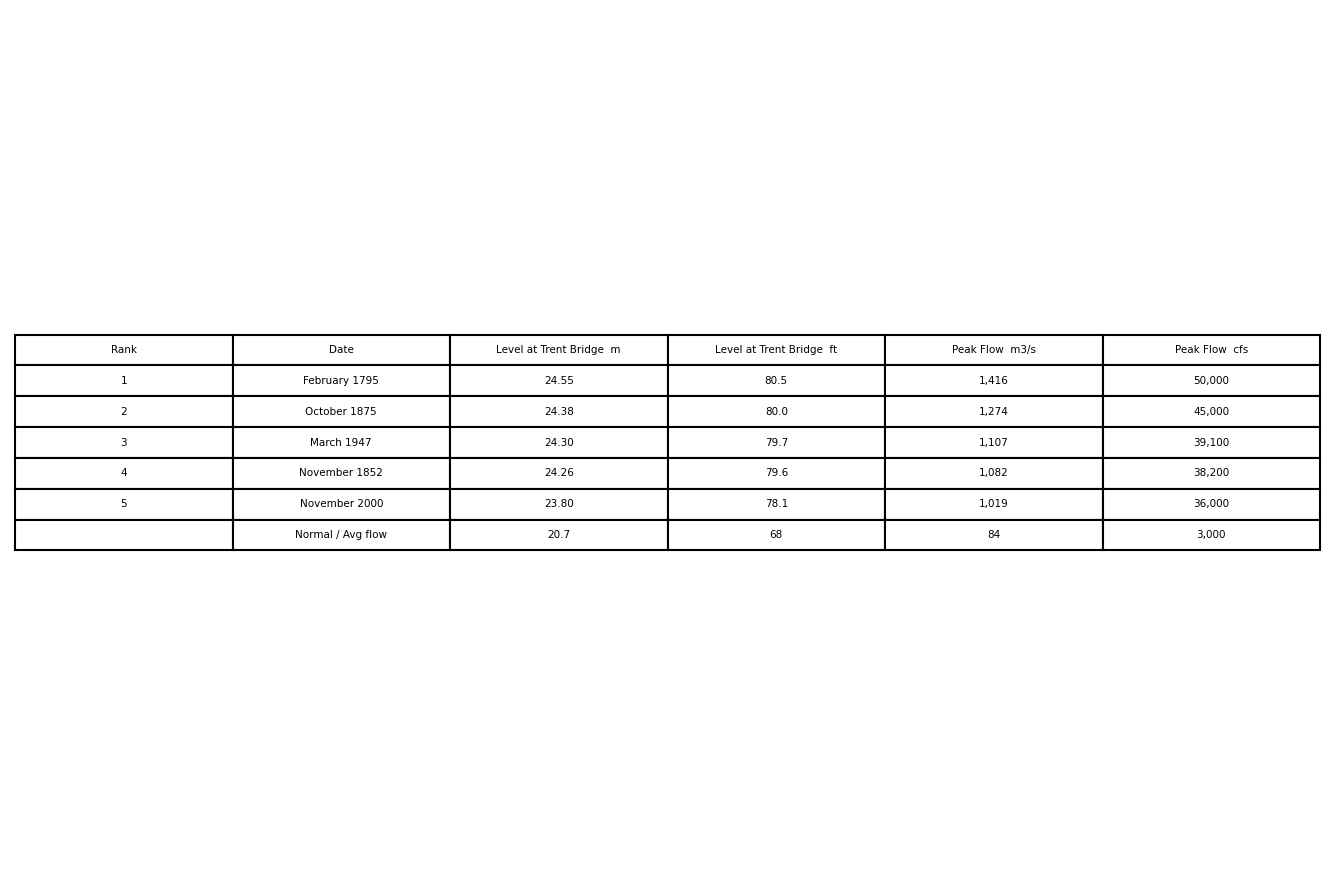 Rank Date Level at Trent Bridge  m Level at Trent Bridge  ft Peak Flow  m3/s Peak Flow  cfs
1 February 1795 24.55 80.5 1,416 50,000
2 October 1875 24.38 80.0 1,274 45,000
3 March 1947 24.30 79.7 1,107 39,100
4 November 1852 24.26 79.6 1,082 38,200
5 November 2000 23.80 78.1 1,019 36,000
Normal / Avg flow 20.7 68 84 3,000